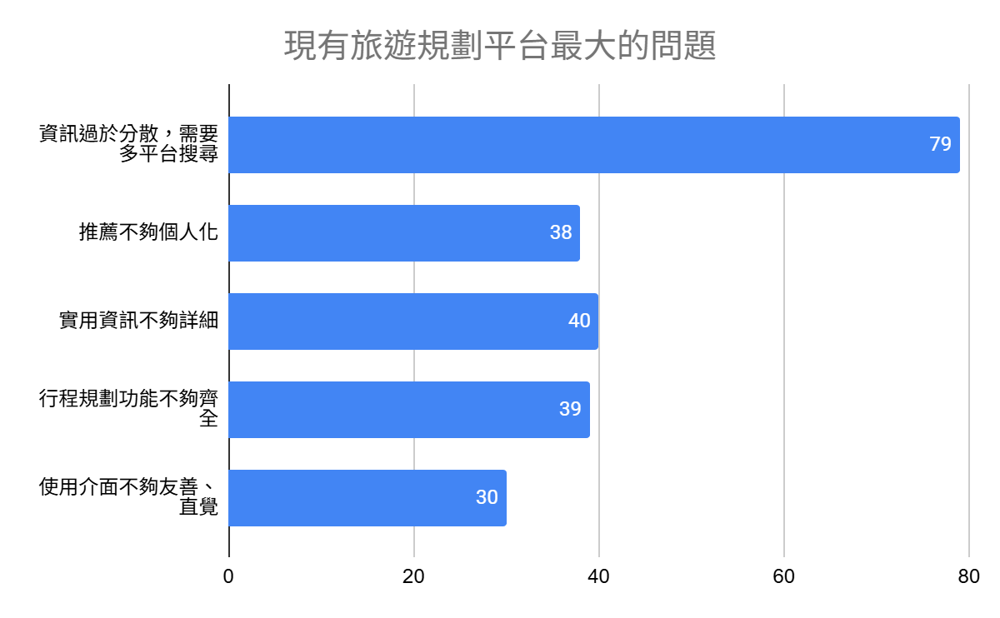 現有旅遊規劃平台最大的問題
資訊過於分散，需要
多平台搜尋
79
推薦不夠個人化
38
實用資訊不夠詳細
40
行程規劃功能不夠齊
全
39
使用介面不夠友善、
直覺
30
0 20 40 60 80